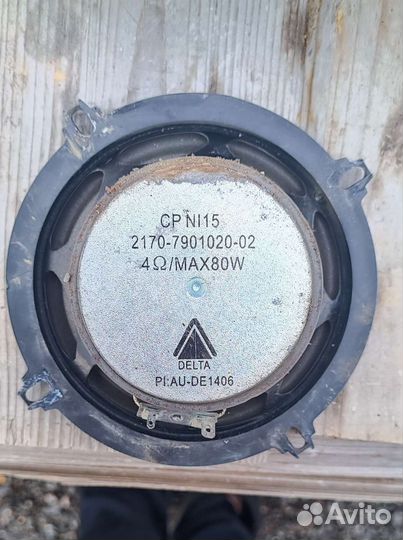 CP NI15
2170-7901020-02
4Ω/MAX80W
DELTA
PI:AU-DE1406
Avito